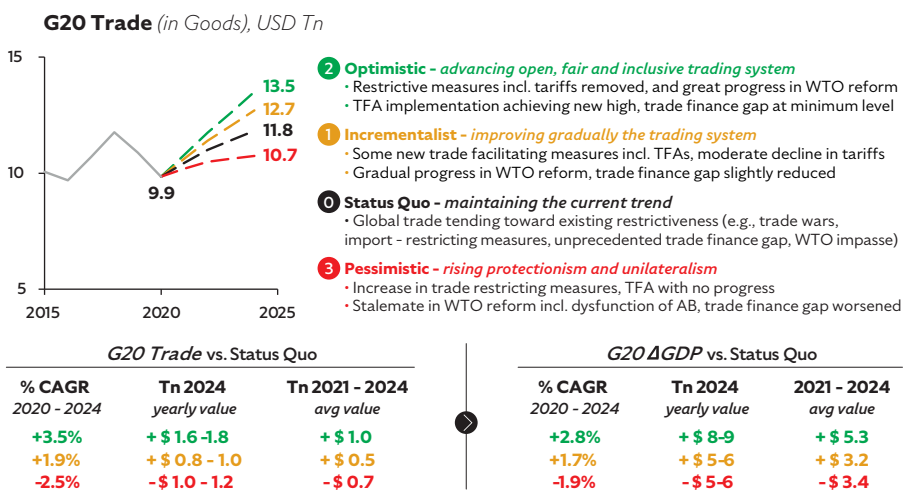 G20 Trade (in Goods), USD Tn
15
10
5
2015
2020
2025
9.9
13.5
12.7
11.8
10.7
2 Optimistic - advancing open, fair and inclusive trading system
• Restrictive measures incl. tariffs removed, and great progress in WTO reform
• TFA implementation achieving new high, trade finance gap at minimum level
1 Incrementalist - improving gradually the trading system
• Some new trade facilitating measures incl. TFAs, moderate decline in tariffs
• Gradual progress in WTO reform, trade finance gap slightly reduced
0 Status Quo - maintaining the current trend
• Global trade tending toward existing restrictiveness (e.g., trade wars,
import - restricting measures, unprecedented trade finance gap, WTO impasse)
3 Pessimistic - rising protectionism and unilateralism
• Increase in trade restricting measures, TFA with no progress
• Stalemate in WTO reform incl. dysfunction of AB, trade finance gap worsened
G20 Trade vs. Status Quo
% CAGR Tn 2024 Tn 2021 - 2024
2020 - 2024 yearly value avg value
+3.5% + $ 1.6 -1.8 + $ 1.0
+1.9% + $ 0.8 - 1.0 + $ 0.5
-2.5% - $ 1.0 - 1.2 - $ 0.7
G20 ΔGDP vs. Status Quo
% CAGR Tn 2024 2021 - 2024
2020 - 2024 yearly value avg value
+2.8% + $ 8-9 + $ 5.3
+1.7% + $ 5-6 + $ 3.2
-1.9% - $ 5-6 - $ 3.4